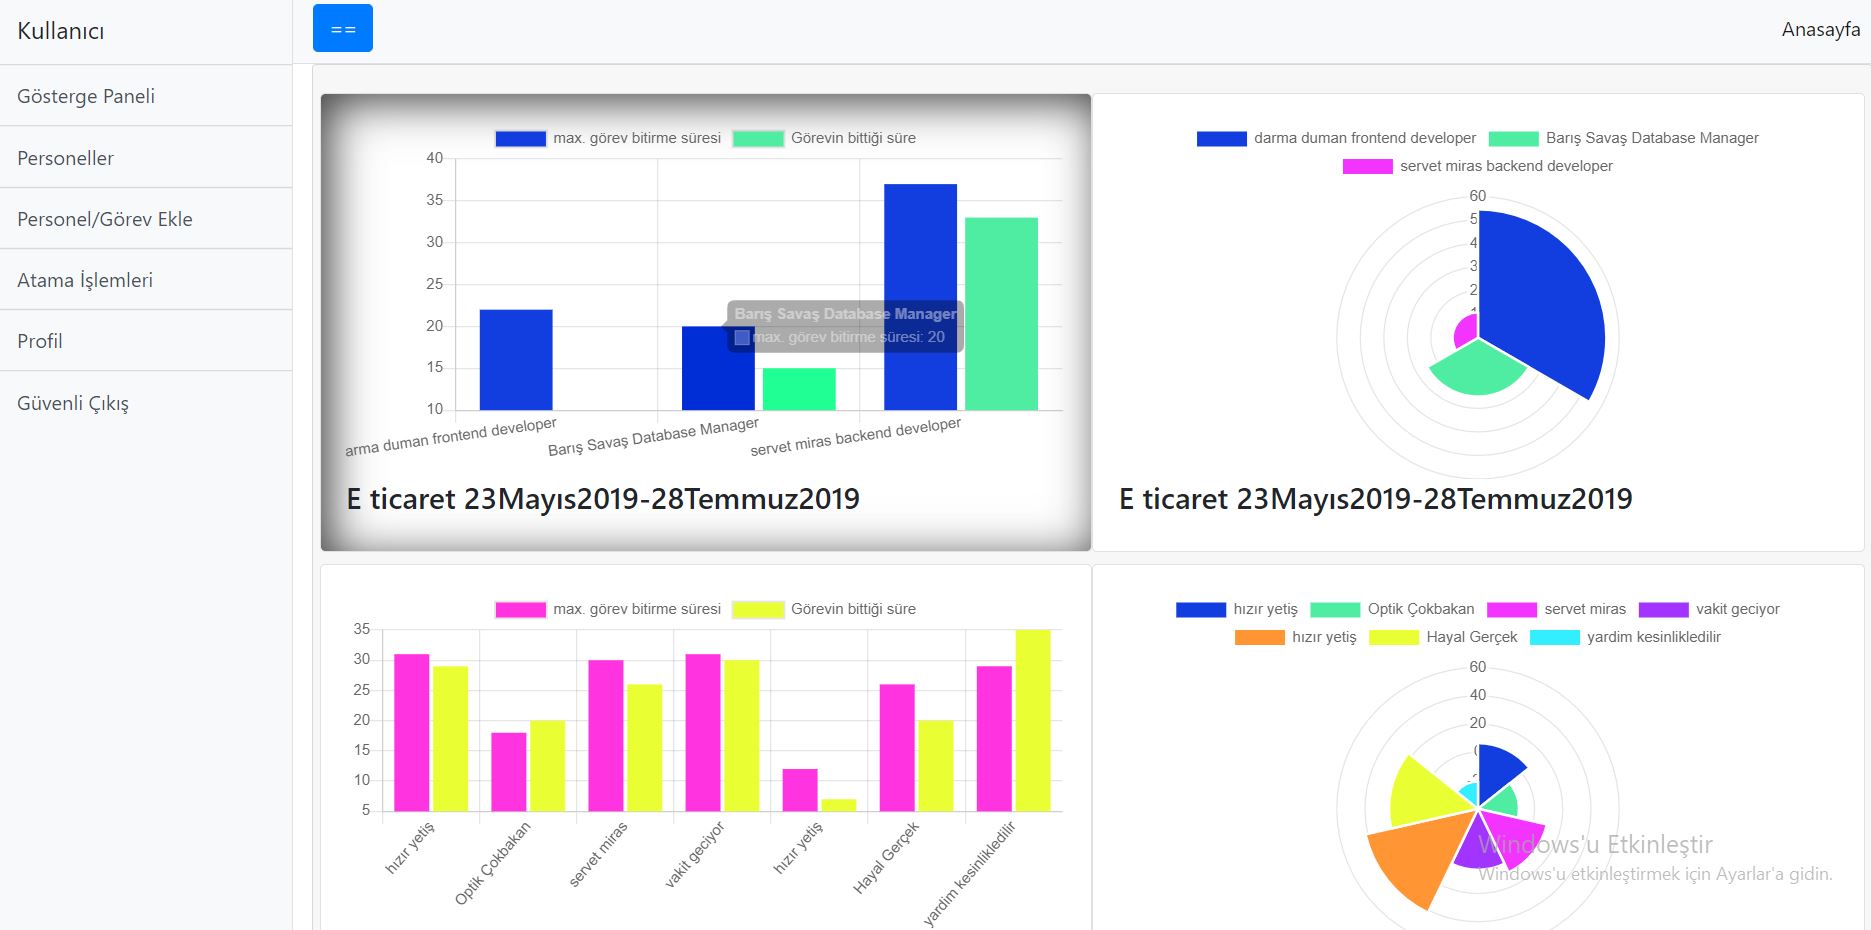 Kullanıcı
Gösterge Paneli
Personeller
Personel/Görev Ekle
Atama İşlemleri
Profil
Güvenli Çıkış
==
Anasayfa
max. görev bitirme süresi Görevin bittiği süre
40
35
30
25
20
15
10
Barış Savaş Database Manager
max. görev bitirme süresi: 20
arma duman frontend developer
Barış Savaş Database Manager
servet miras backend developer
E ticaret 23Mayıs2019-28Temmuz2019
darma duman frontend developer Barış Savaş Database Manager
servet miras backend developer
60
5
4
3
2
E ticaret 23Mayıs2019-28Temmuz2019
max. görev bitirme süresi Görevin bittiği süre
35
30
25
20
15
10
5
hızır yetiş
Optik Çokbakan
servet miras
vakit geciyor
hızır yetiş
Hayal Gerçek
yardim kesinlikledilir
hızır yetiş Optik Çokbakan servet miras vakit geciyor
hızır yetiş Hayal Gerçek yardim kesinlikledilir
60
40
20
Windows'u Etkinleştir
Windows'u etkinleştirmek için Ayarlar'a gidin.